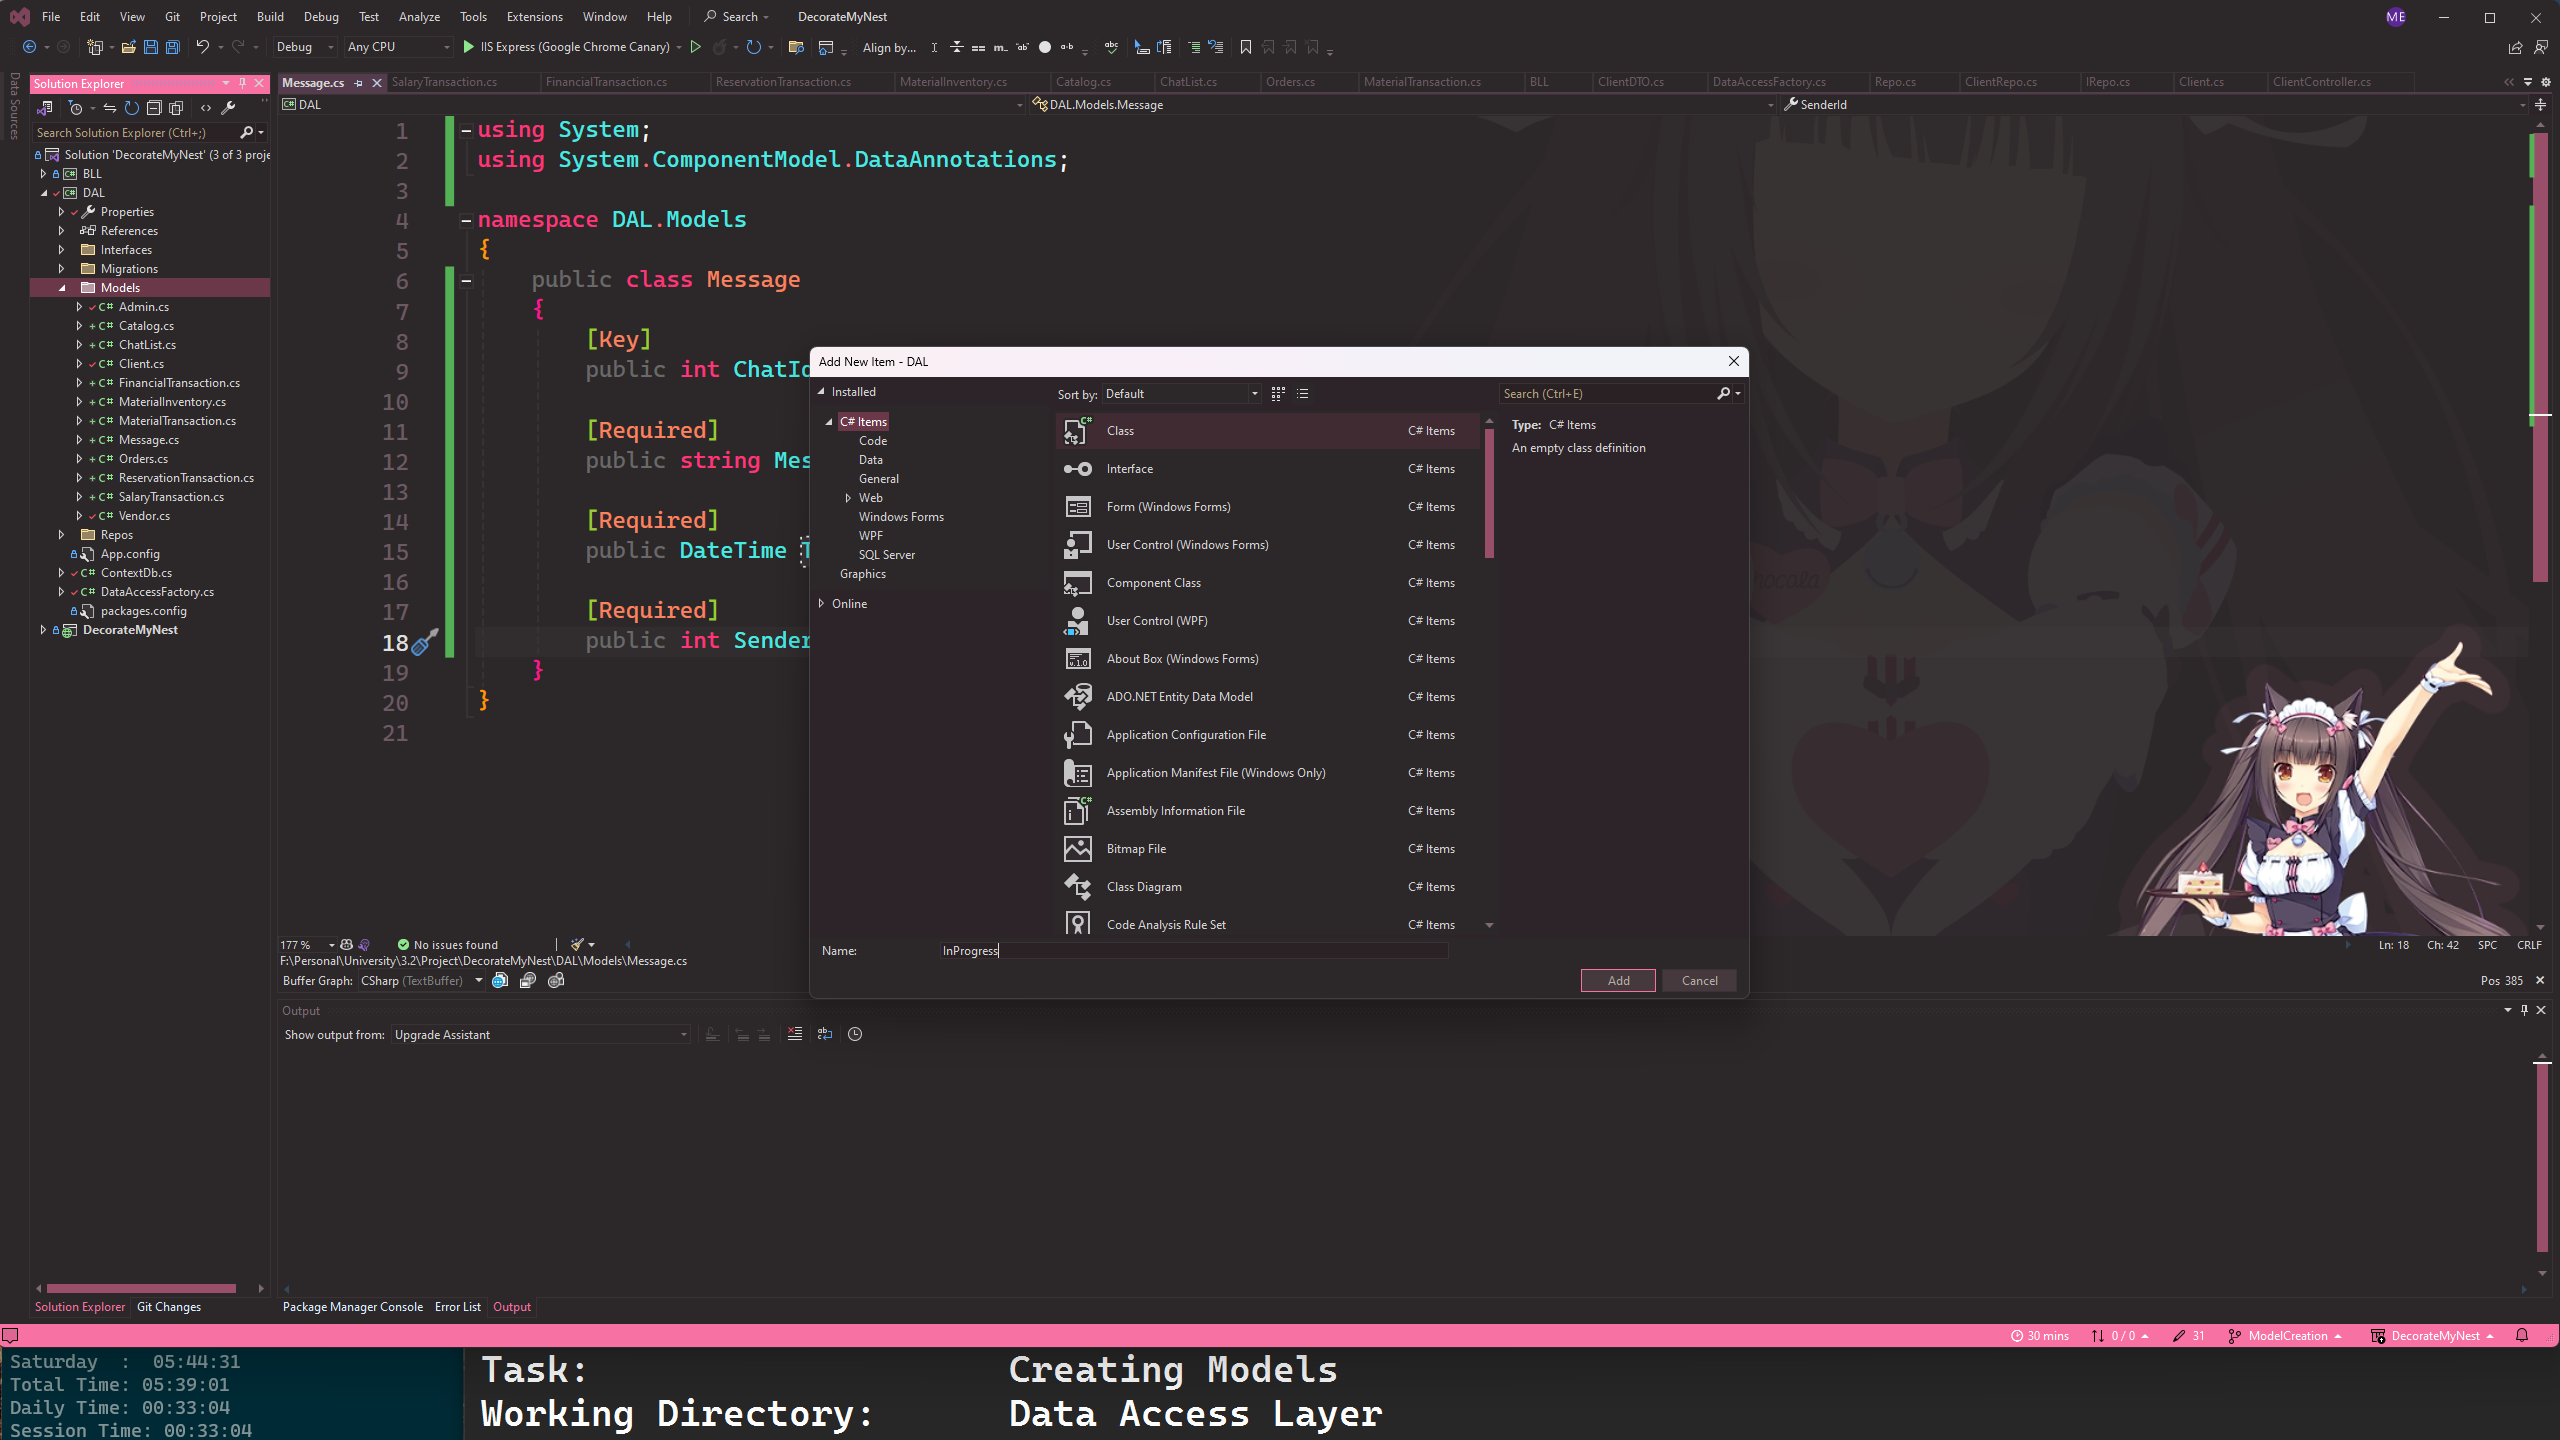 File Edit View Git Project Build Debug Test Analyze Tools Extensions Window Help Search DecorateMyNest ME
Debug Any CPU IIS Express (Google Chrome Canary) Align by...
Data Sources
Solution Explorer
Message.cs SalaryTransaction.cs FinancialTransaction.cs ReservationTransaction.cs MaterialInventory.cs Catalog.cs ChatList.cs Orders.cs MaterialTransaction.cs BLL ClientDTO.cs DataAccessFactory.cs Repo.cs ClientRepo.cs IRepo.cs Client.cs ClientController.cs
DAL DAL.Models.Message SenderId
Search Solution Explorer (Ctrl+;)
Solution 'DecorateMyNest' (3 of 3 proje
BLL
DAL
Properties
References
Interfaces
Migrations
Models
C# Admin.cs
C# Catalog.cs
C# ChatList.cs
C# Client.cs
C# FinancialTransaction.cs
C# MaterialInventory.cs
C# MaterialTransaction.cs
C# Message.cs
C# Orders.cs
C# ReservationTransaction.cs
C# SalaryTransaction.cs
C# Vendor.cs
Repos
App.config
C# ContextDb.cs
C# DataAccessFactory.cs
packages.config
DecorateMyNest
1 using System;
2 using System.ComponentModel.DataAnnotations;
3
4 namespace DAL.Models
5 {
6 public class Message
7 {
8 [Key]
9 public int ChatId
10
11 [Required]
12 public string Mes
13
14 [Required]
15 public DateTime T
16
17 [Required]
18 public int Sender
19 }
20 }
21
Add New Item - DAL
Installed
C# Items
Code
Data
General
Web
Windows Forms
WPF
SQL Server
Graphics
Online
Sort by: Default
Class C# Items
Interface C# Items
Form (Windows Forms) C# Items
User Control (Windows Forms) C# Items
Component Class C# Items
User Control (WPF) C# Items
About Box (Windows Forms) C# Items
ADO.NET Entity Data Model C# Items
Application Configuration File C# Items
Application Manifest File (Windows Only) C# Items
Assembly Information File C# Items
Bitmap File C# Items
Class Diagram C# Items
Code Analysis Rule Set C# Items
Search (Ctrl+E)
Type: C# Items
An empty class definition
Name: InProgress
Add Cancel
177 % No issues found Ln: 18 Ch: 42 SPC CRLF
F:\Personal\University\3.2\Project\DecorateMyNest\DAL\Models\Message.cs
Buffer Graph: CSharp (TextBuffer) Pos 385
Output
Show output from: Upgrade Assistant
Solution Explorer Git Changes
Package Manager Console Error List Output
30 mins 0 / 0 31 ModelCreation DecorateMyNest
Saturday : 05:44:31
Total Time: 05:39:01
Daily Time: 00:33:04
Session Time: 00:33:04
Task: Creating Models
Working Directory: Data Access Layer